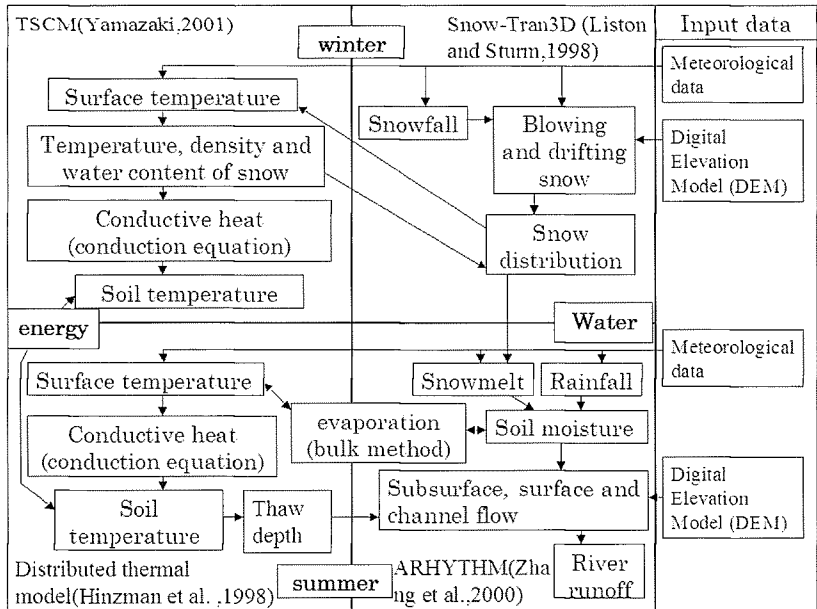 TSCM(Yamazaki,2001)
winter
Snow-Tran3D (Liston
and Sturm,1998)
Input data
Meteorological
data
Surface temperature
Snowfall
Blowing
and drifting
snow
Digital
Elevation
Model (DEM)
Temperature, density and
water content of snow
Conductive heat
(conduction equation)
Snow
distribution
Soil temperature
energy
Water
Meteorological
data
Surface temperature
Snowmelt
Rainfall
evaporation
(bulk method)
Soil moisture
Conductive heat
(conduction equation)
Subsurface, surface and
channel flow
Digital
Elevation
Model (DEM)
Soil
temperature
Thaw
depth
River
runoff
Distributed thermal
model(Hinzman et al. ,1998)
summer
ARHYTHM(Zha
ng et al.,2000)